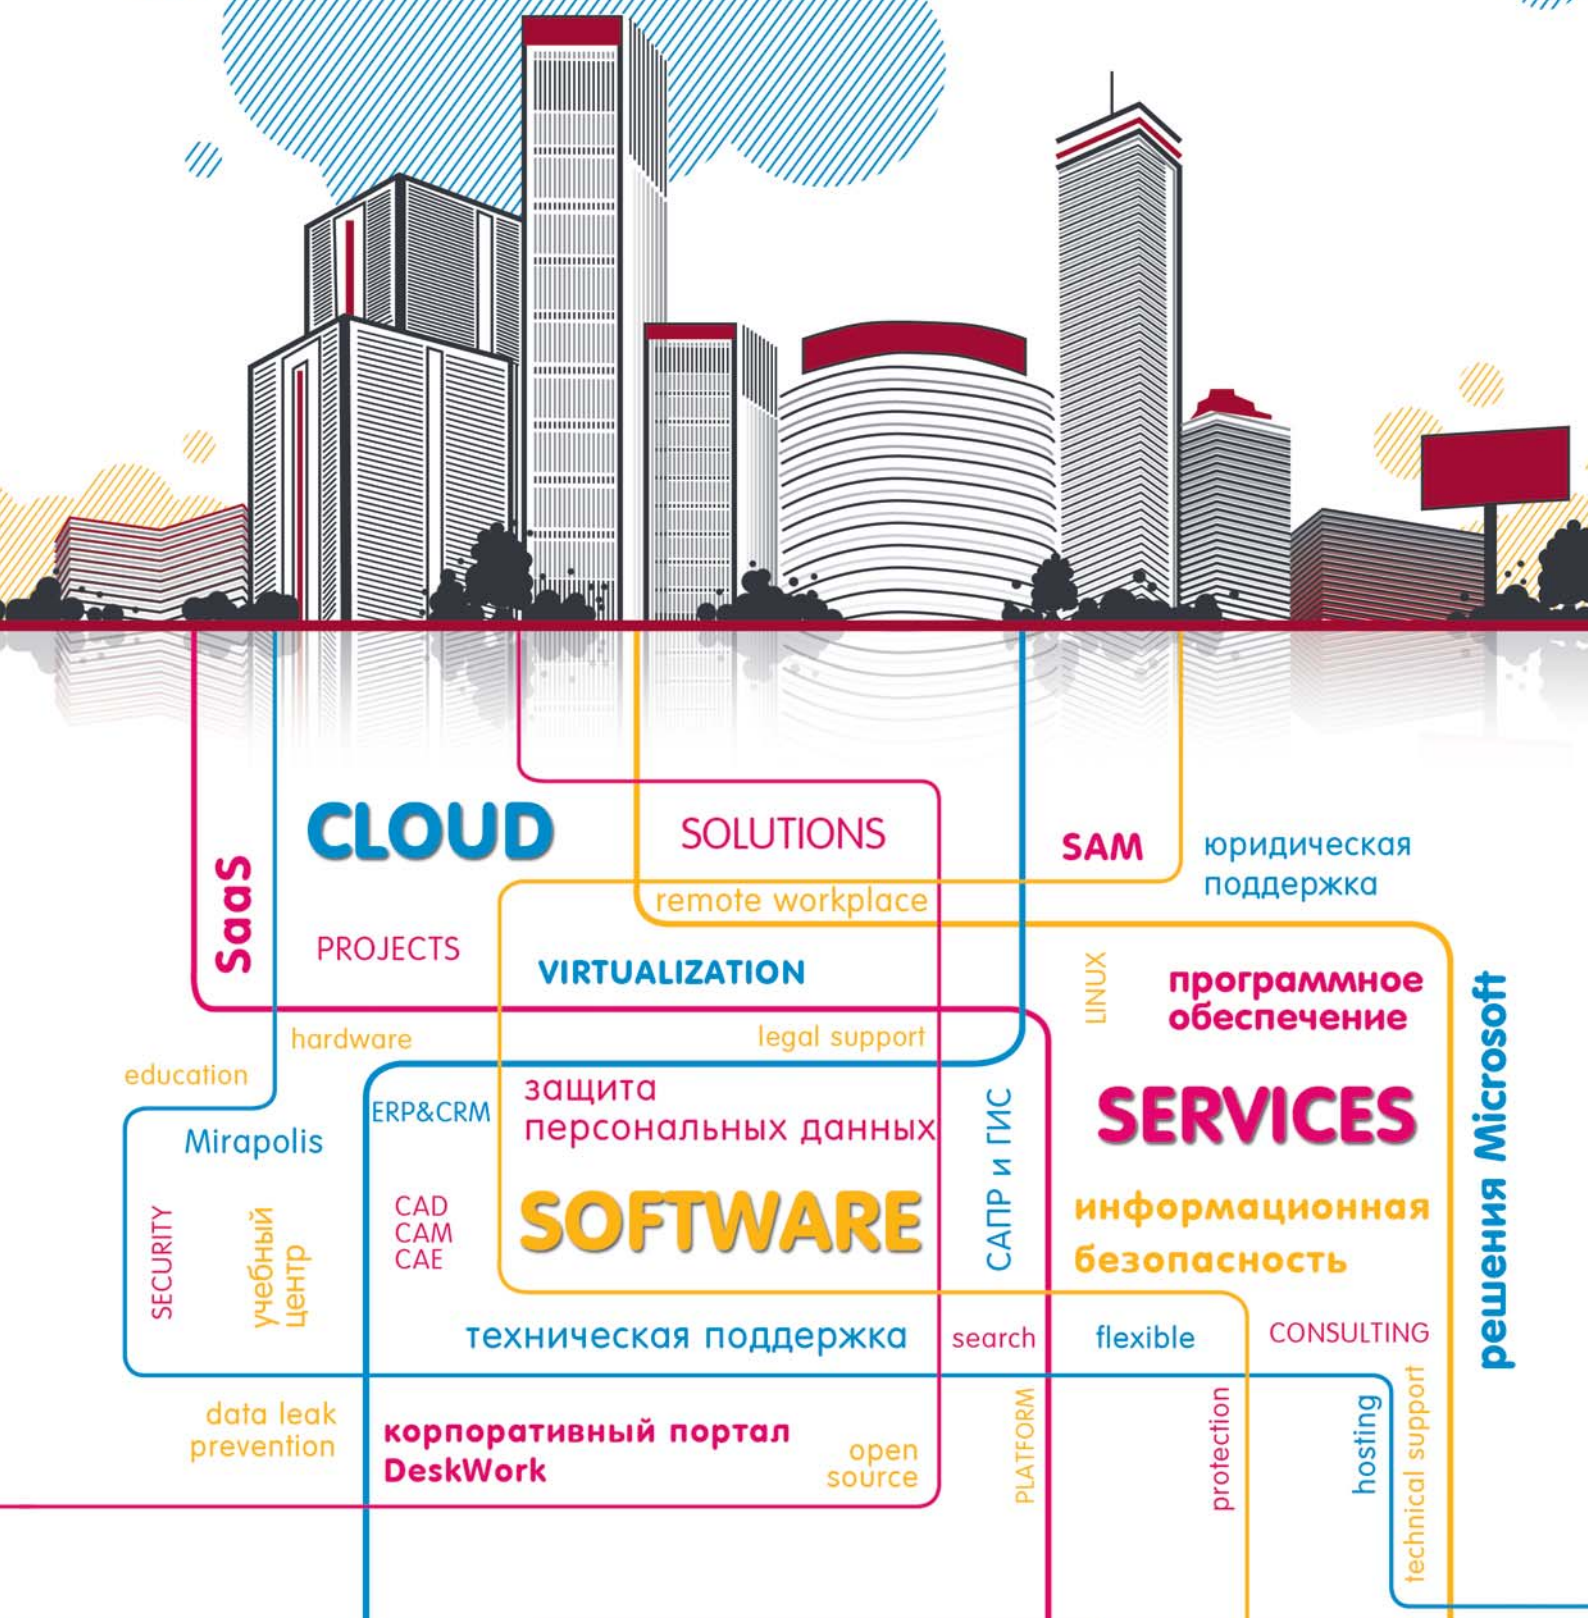 CLOUD
SOLUTIONS
SAM
юридическая
поддержка
SaaS
remote workplace
PROJECTS
VIRTUALIZATION
LINUX
программное
обеспечение
решения Microsoft
hardware
legal support
education
ERP&CRM
защита
персональных данных
САПР и ГИС
SERVICES
Mirapolis
SECURITY
учебный
центр
CAD
CAM
CAE
SOFTWARE
информационная
безопасность
техническая поддержка
search
flexible
CONSULTING
data leak
prevention
корпоративный портал
DeskWork
open
source
PLATFORM
protection
hosting
technical support